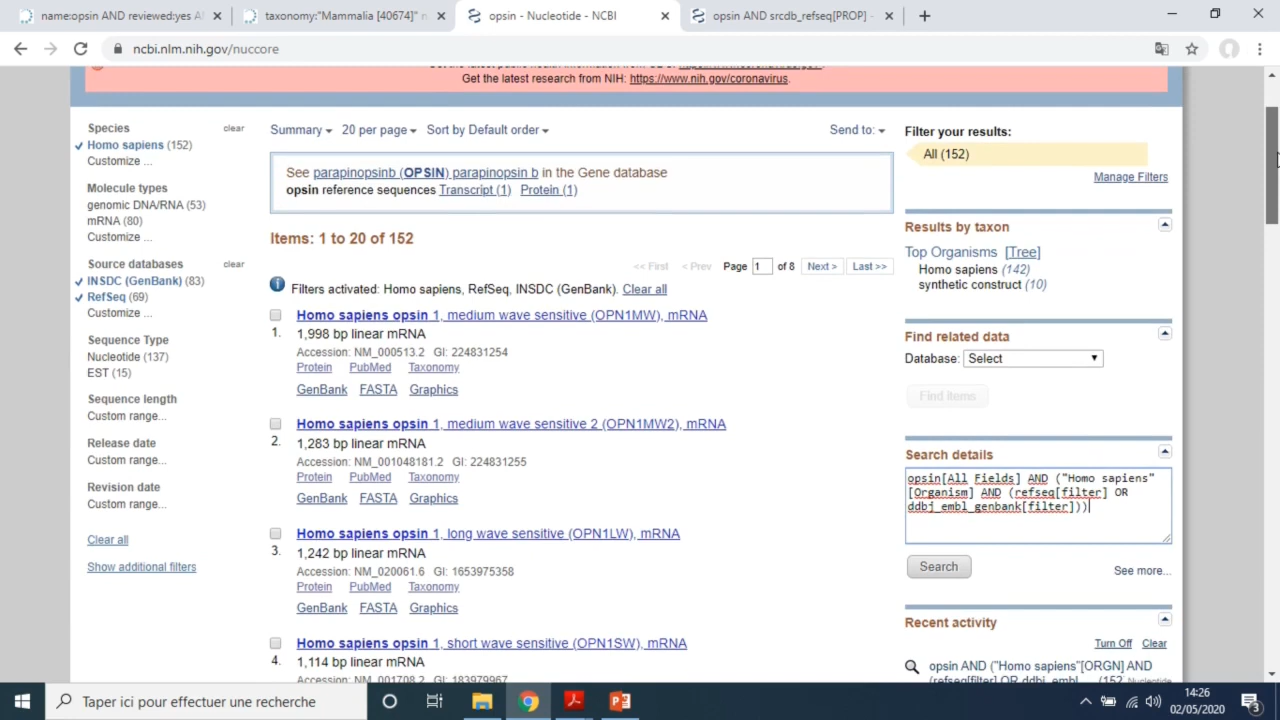 name:opsin AND reviewed:yes A
taxonomy:"Mammalia [40674]"
opsin - Nucleotide - NCBI
opsin AND srcdb_refseq[PROP] -
ncbi.nlm.nih.gov/nuccore
Get the latest research from NIH: https://www.nih.gov/coronavirus.
Species clear
Homo sapiens (152)
Customize ...
Molecule types
genomic DNA/RNA (53)
mRNA (80)
Customize ...
Source databases clear
INSDC (GenBank) (83)
RefSeq (69)
Customize ...
Sequence Type
Nucleotide (137)
EST (15)
Sequence length
Custom range...
Release date
Custom range...
Revision date
Custom range...
Clear all
Show additional filters
Summary 20 per page Sort by Default order Send to:
See parapinopsinb (OPSIN) parapinopsin b in the Gene database
opsin reference sequences Transcript (1) Protein (1)
Items: 1 to 20 of 152
<< First < Prev Page 1 of 8 Next > Last >>
Filters activated: Homo sapiens, RefSeq, INSDC (GenBank). Clear all
Homo sapiens opsin 1, medium wave sensitive (OPN1MW), mRNA
1. 1,998 bp linear mRNA
Accession: NM_000513.2 GI: 224831254
Protein PubMed Taxonomy
GenBank FASTA Graphics
Homo sapiens opsin 1, medium wave sensitive 2 (OPN1MW2), mRNA
2. 1,283 bp linear mRNA
Accession: NM_001048181.2 GI: 224831255
Protein PubMed Taxonomy
GenBank FASTA Graphics
Homo sapiens opsin 1, long wave sensitive (OPN1LW), mRNA
3. 1,242 bp linear mRNA
Accession: NM_020061.6 GI: 1653975358
Protein PubMed Taxonomy
GenBank FASTA Graphics
Homo sapiens opsin 1, short wave sensitive (OPN1SW), mRNA
4. 1,114 bp linear mRNA
Accession: NM_001708.2 GI: 183979967
Filter your results:
All (152)
Manage Filters
Results by taxon
Top Organisms [Tree]
Homo sapiens (142)
synthetic construct (10)
Find related data
Database: Select
Find items
Search details
opsin[All Fields] AND ("Homo sapiens"
[Organism] AND (refseq[filter] OR
ddbj_embl_genbank[filter]))
Search
See more...
Recent activity
Turn Off Clear
opsin AND ("Homo sapiens"[ORGN] AND
(refseq[filter] OR ddbj_embl... (152 Nucleotide
Taper ici pour effectuer une recherche
14:26
02/05/2020
3